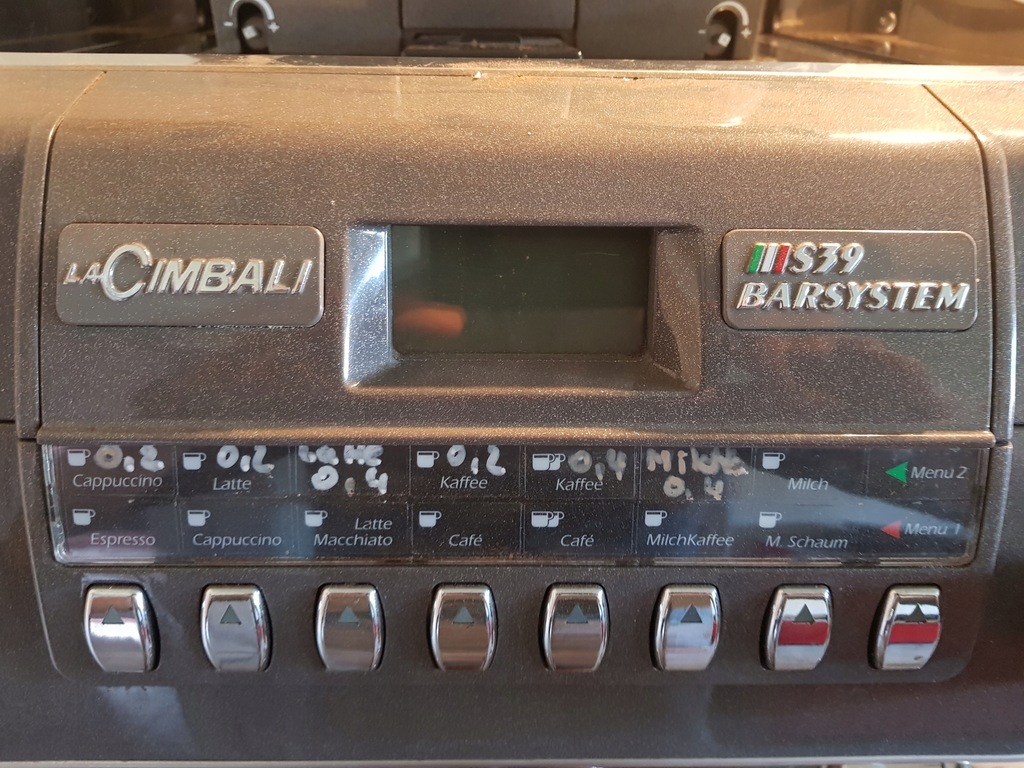 - +
- +
LA CIMBALI
S39
BARSYSTEM
0,2
Cappuccino
0,2
Latte
Latte
0,4
0,2
Kaffee
0,4
Kaffee
Milch
0,4
Milch
Menu 2
Espresso
Cappuccino
Latte
Macchiato
Café
Café
MilchKaffee
M. Schaum
Menu 1